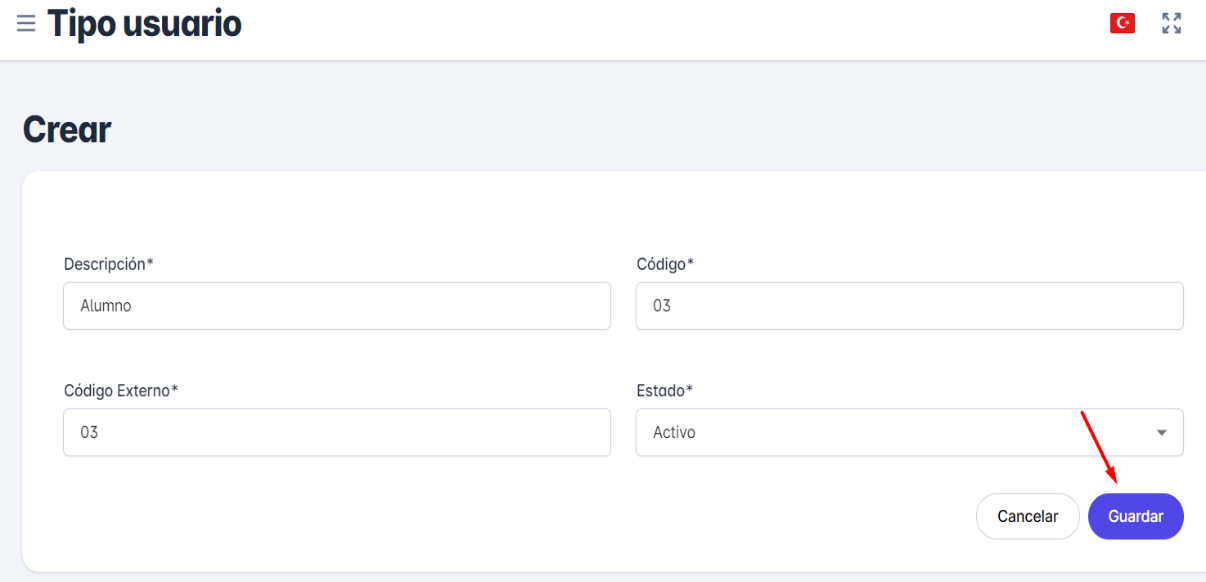 Tipo usuario
Crear
Descripción* Código*
Alumno 03
Código Externo* Estado*
03 Activo
Cancelar Guardar